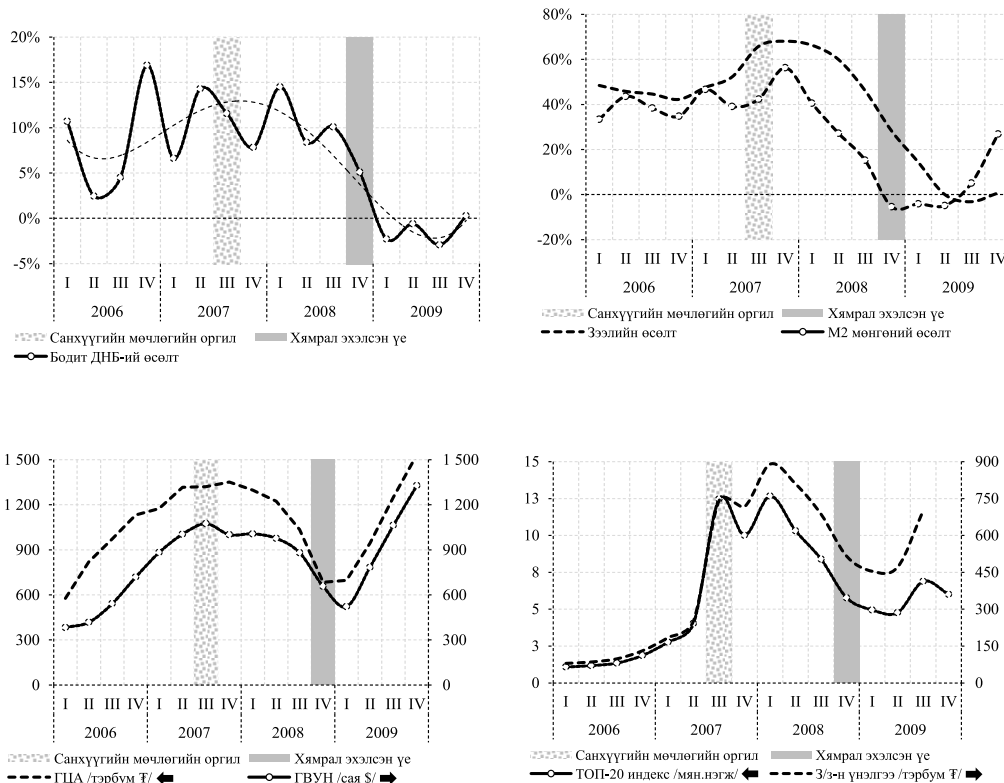 20%
15%
10%
5%
0%
-5%
I II III IV I II III IV I II III IV I II III IV
2006 2007 2008 2009
Санхүүгийн мөчлөгийн оргил Хямрал эхэлсэн үе
Бодит ДНБ-ий өсөлт
80%
60%
40%
20%
0%
-20%
I II III IV I II III IV I II III IV I II III IV
2006 2007 2008 2009
Санхүүгийн мөчлөгийн оргил Хямрал эхэлсэн үе
Зээлийн өсөлт М2 мөнгөний өсөлт
1 500 1 500
1200 1 200
900 900
600 600
300 300
0 0
I II III IV I II III IV I II III IV I II III IV
2006 2007 2008 2009
Санхүүгийн мөчлөгийн оргил Хямрал эхэлсэн үе
ГЦА /тэрбум ₮/ ГВУН /сая $/
15 900
13 750
10 600
8 450
5 300
3 150
0 0
I II III IV I II III IV I II III IV I II III IV
2006 2007 2008 2009
Санхүүгийн мөчлөгийн оргил Хямрал эхэлсэн үе
ТОП-20 индекс /мян.нэгж/ З/з-н үнэлгээ /тэрбум ₮/